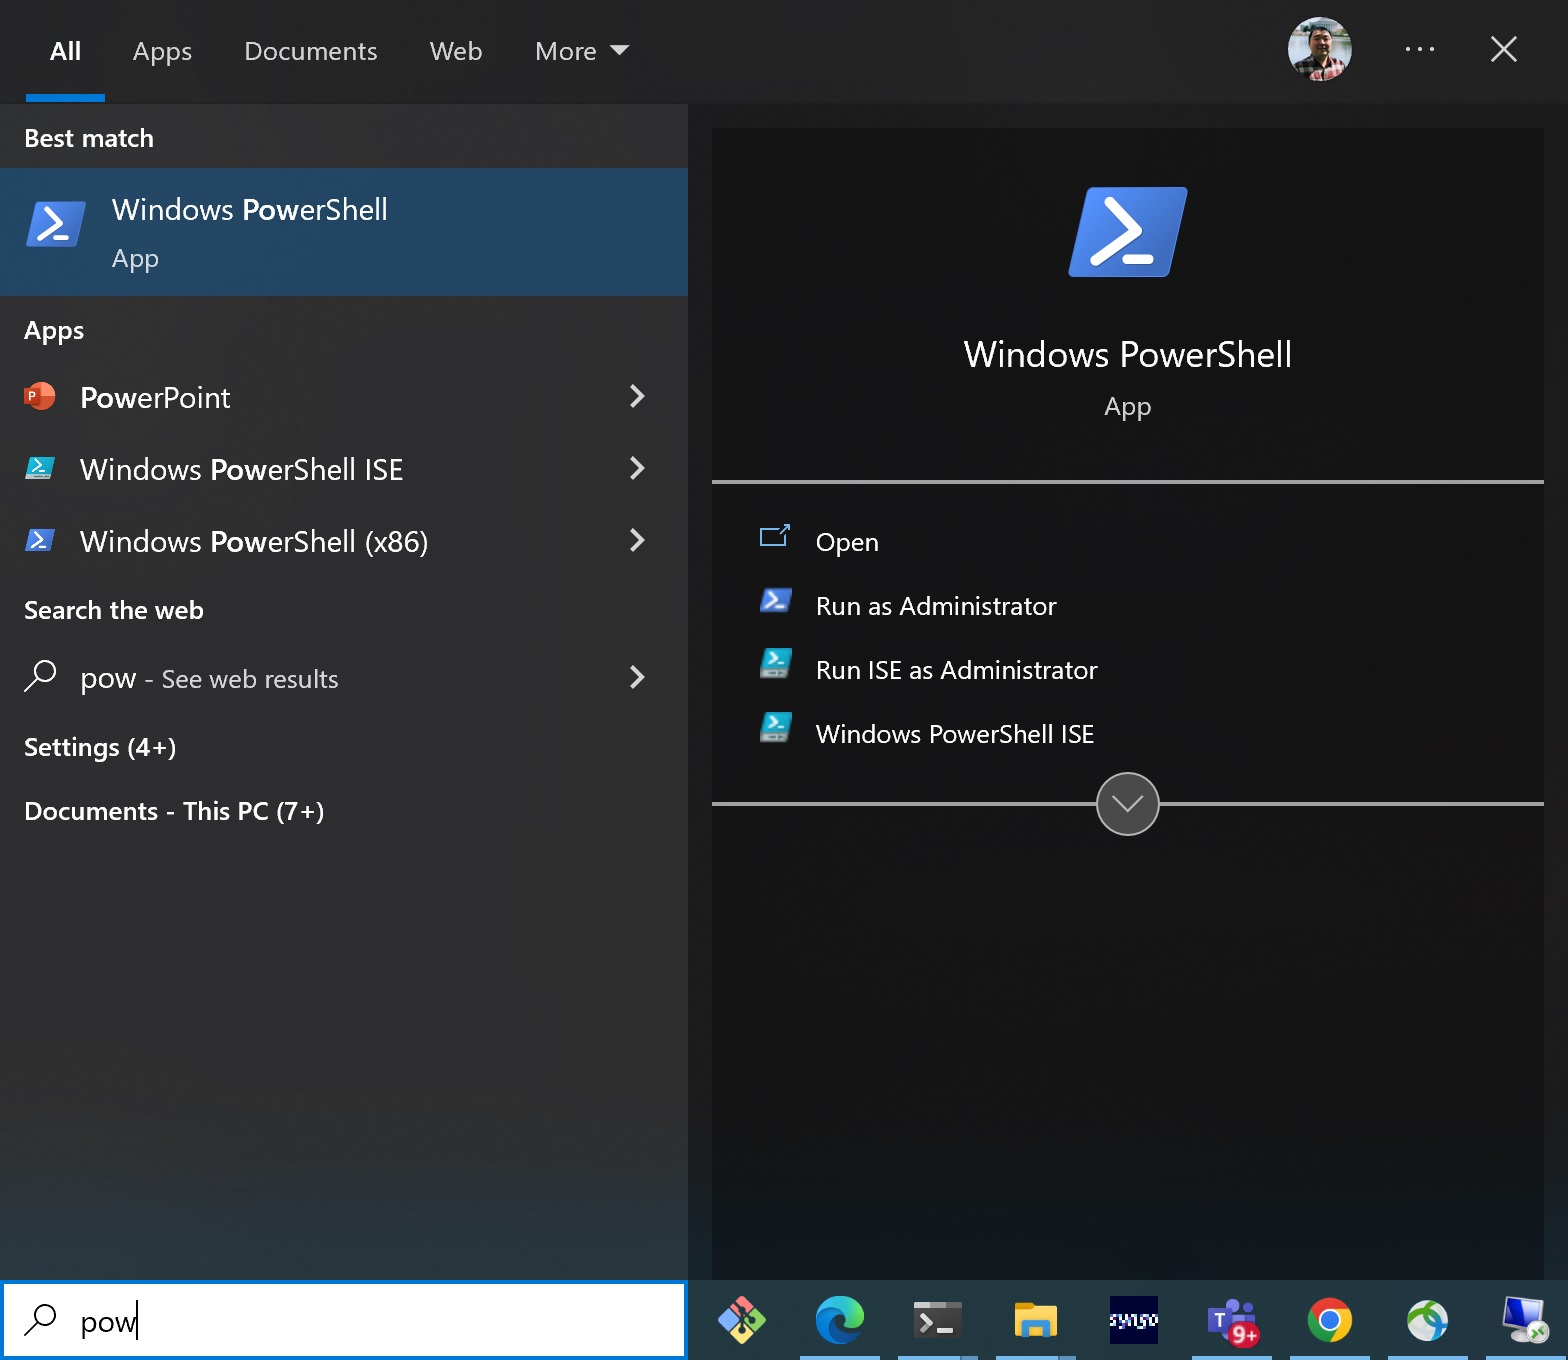 All
Apps
Documents
Web
More
Best match
Windows PowerShell
App
Apps
PowerPoint
Windows PowerShell ISE
Windows PowerShell (x86)
Search the web
pow - See web results
Settings (4+)
Documents - This PC (7+)
Windows PowerShell
App
Open
Run as Administrator
Run ISE as Administrator
Windows PowerShell ISE
pow
syngo
T
9+
P